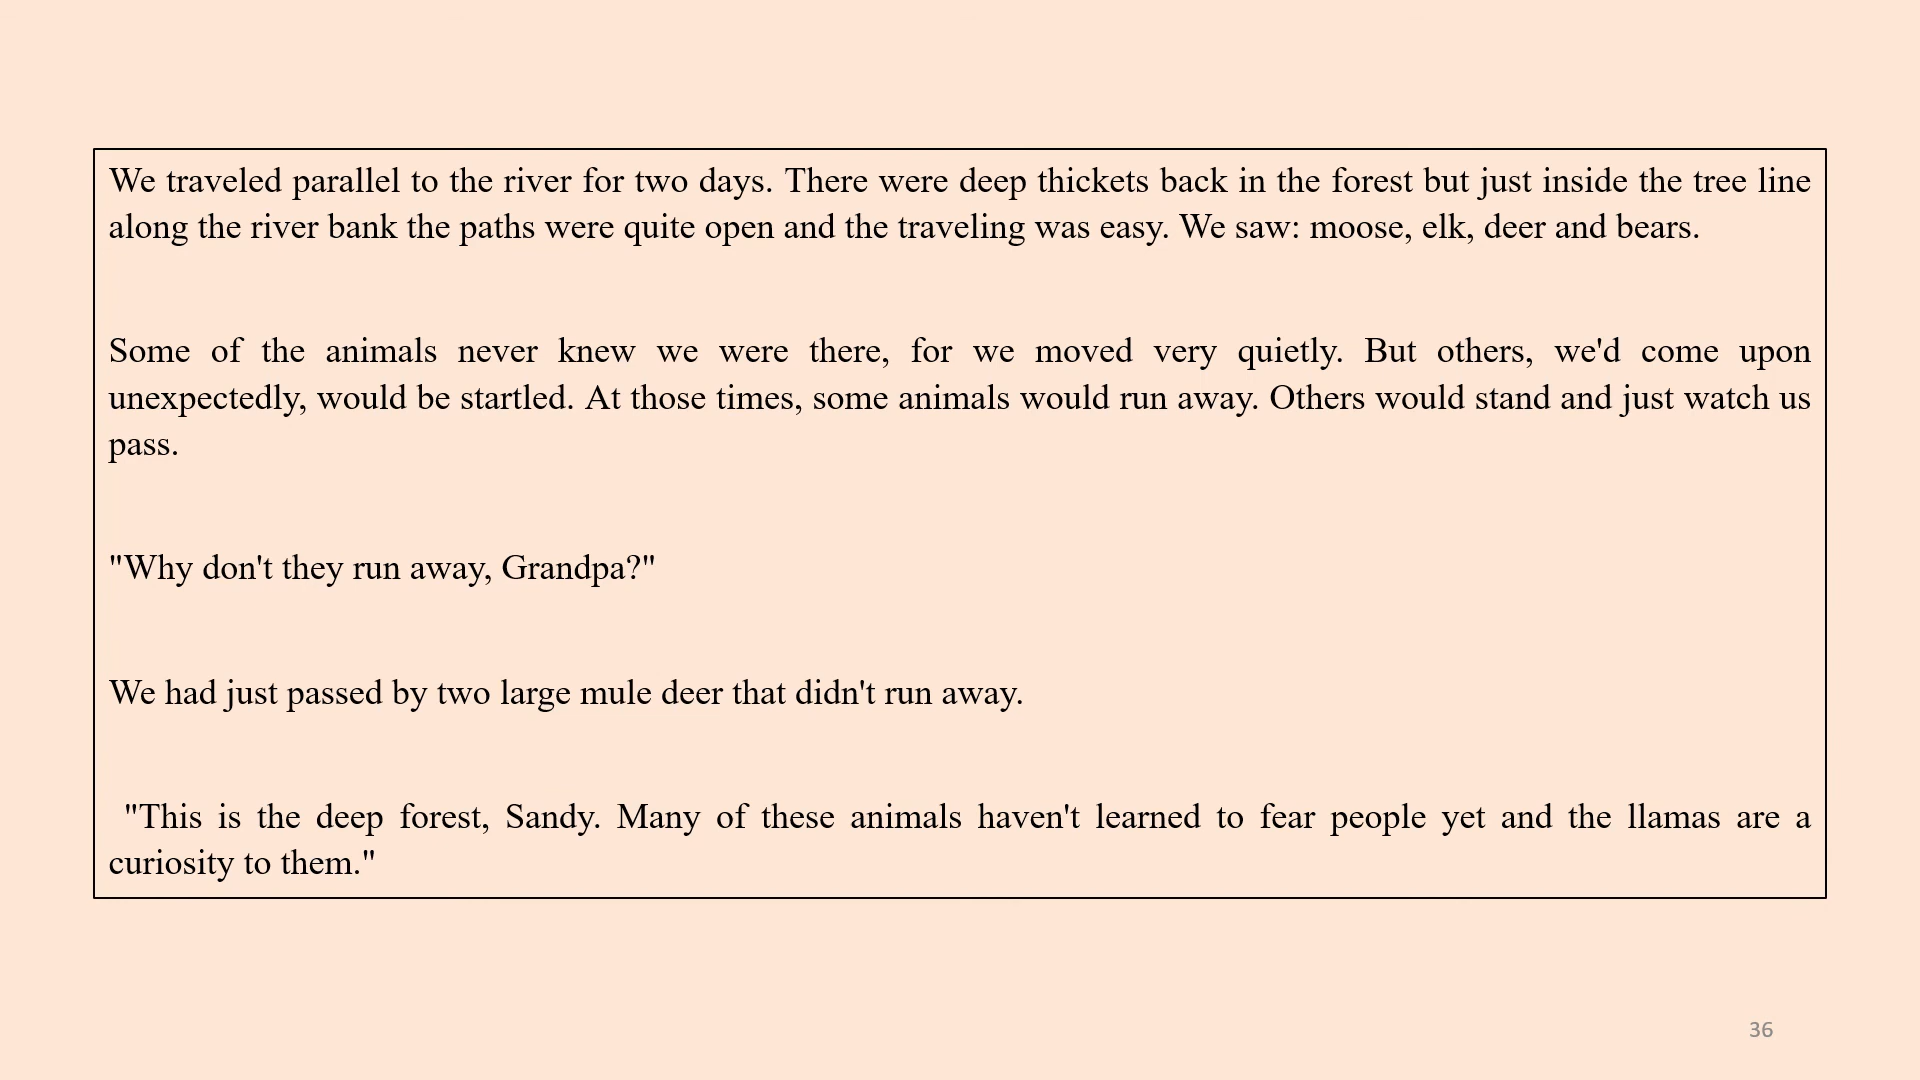 We traveled parallel to the river for two days. There were deep thickets back in the forest but just inside the tree line
along the river bank the paths were quite open and the traveling was easy. We saw: moose, elk, deer and bears.
Some of the animals never knew we were there, for we moved very quietly. But others, we'd come upon
unexpectedly, would be startled. At those times, some animals would run away. Others would stand and just watch us
pass.
"Why don't they run away, Grandpa?"
We had just passed by two large mule deer that didn't run away.
"This is the deep forest, Sandy. Many of these animals haven't learned to fear people yet and the llamas are a
curiosity to them."
36